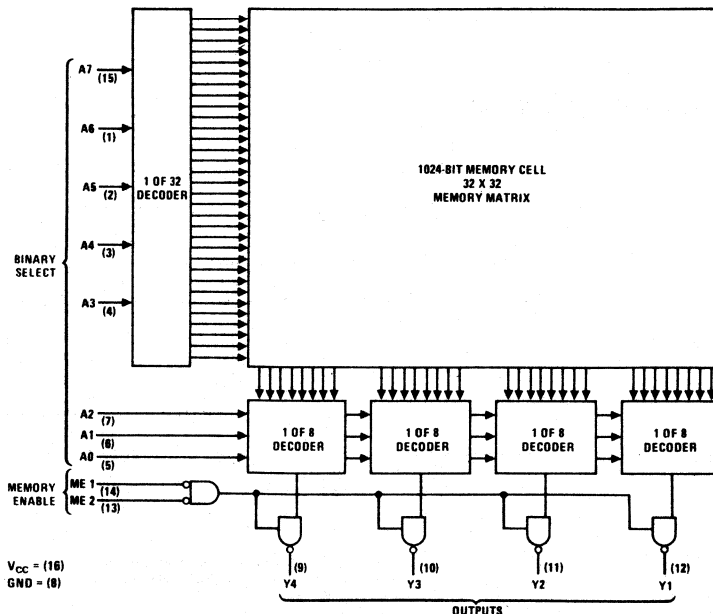 A7
(15)
A6
(1)
A5
(2)
A4
(3)
A3
(4)
1 OF 32
DECODER
1024-BIT MEMORY CELL
32 X 32
MEMORY MATRIX
BINARY
SELECT
A2
(7)
A1
(6)
A0
(5)
1 OF 8
DECODER
1 OF 8
DECODER
1 OF 8
DECODER
1 OF 8
DECODER
MEMORY
ENABLE
ME 1
(14)
ME 2
(13)
VCC = (16)
GND = (8)
(9)
Y4
(10)
Y3
(11)
Y2
(12)
Y1
OUTPUTS